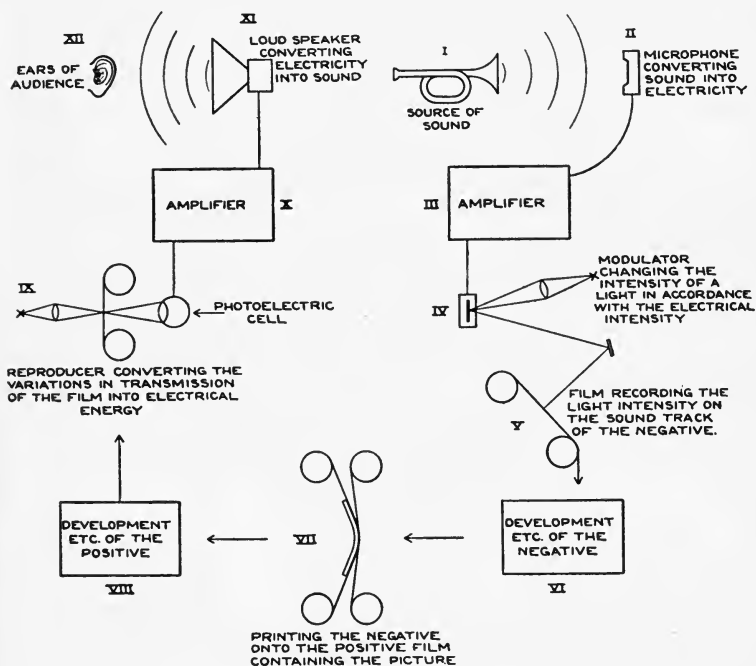 I
SOURCE OF
SOUND
II
MICROPHONE
CONVERTING
SOUND INTO
ELECTRICITY
III
AMPLIFIER
IV
MODULATOR
CHANGING THE
INTENSITY OF A
LIGHT IN ACCORDANCE
WITH THE ELECTRICAL
INTENSITY
V
FILM RECORDING THE
LIGHT INTENSITY ON
THE SOUND TRACK
OF THE NEGATIVE.
DEVELOPMENT
ETC. OF THE
NEGATIVE
VI
VII
PRINTING THE NEGATIVE
ONTO THE POSITIVE FILM
CONTAINING THE PICTURE
DEVELOPMENT
ETC. OF THE
POSITIVE
VIII
IX
PHOTOELECTRIC
CELL
REPRODUCER CONVERTING THE
VARIATIONS IN TRANSMISSION
OF THE FILM INTO ELECTRICAL
ENERGY
AMPLIFIER
X
XI
LOUD SPEAKER
CONVERTING
ELECTRICITY
INTO SOUND
XII
EARS OF
AUDIENCE